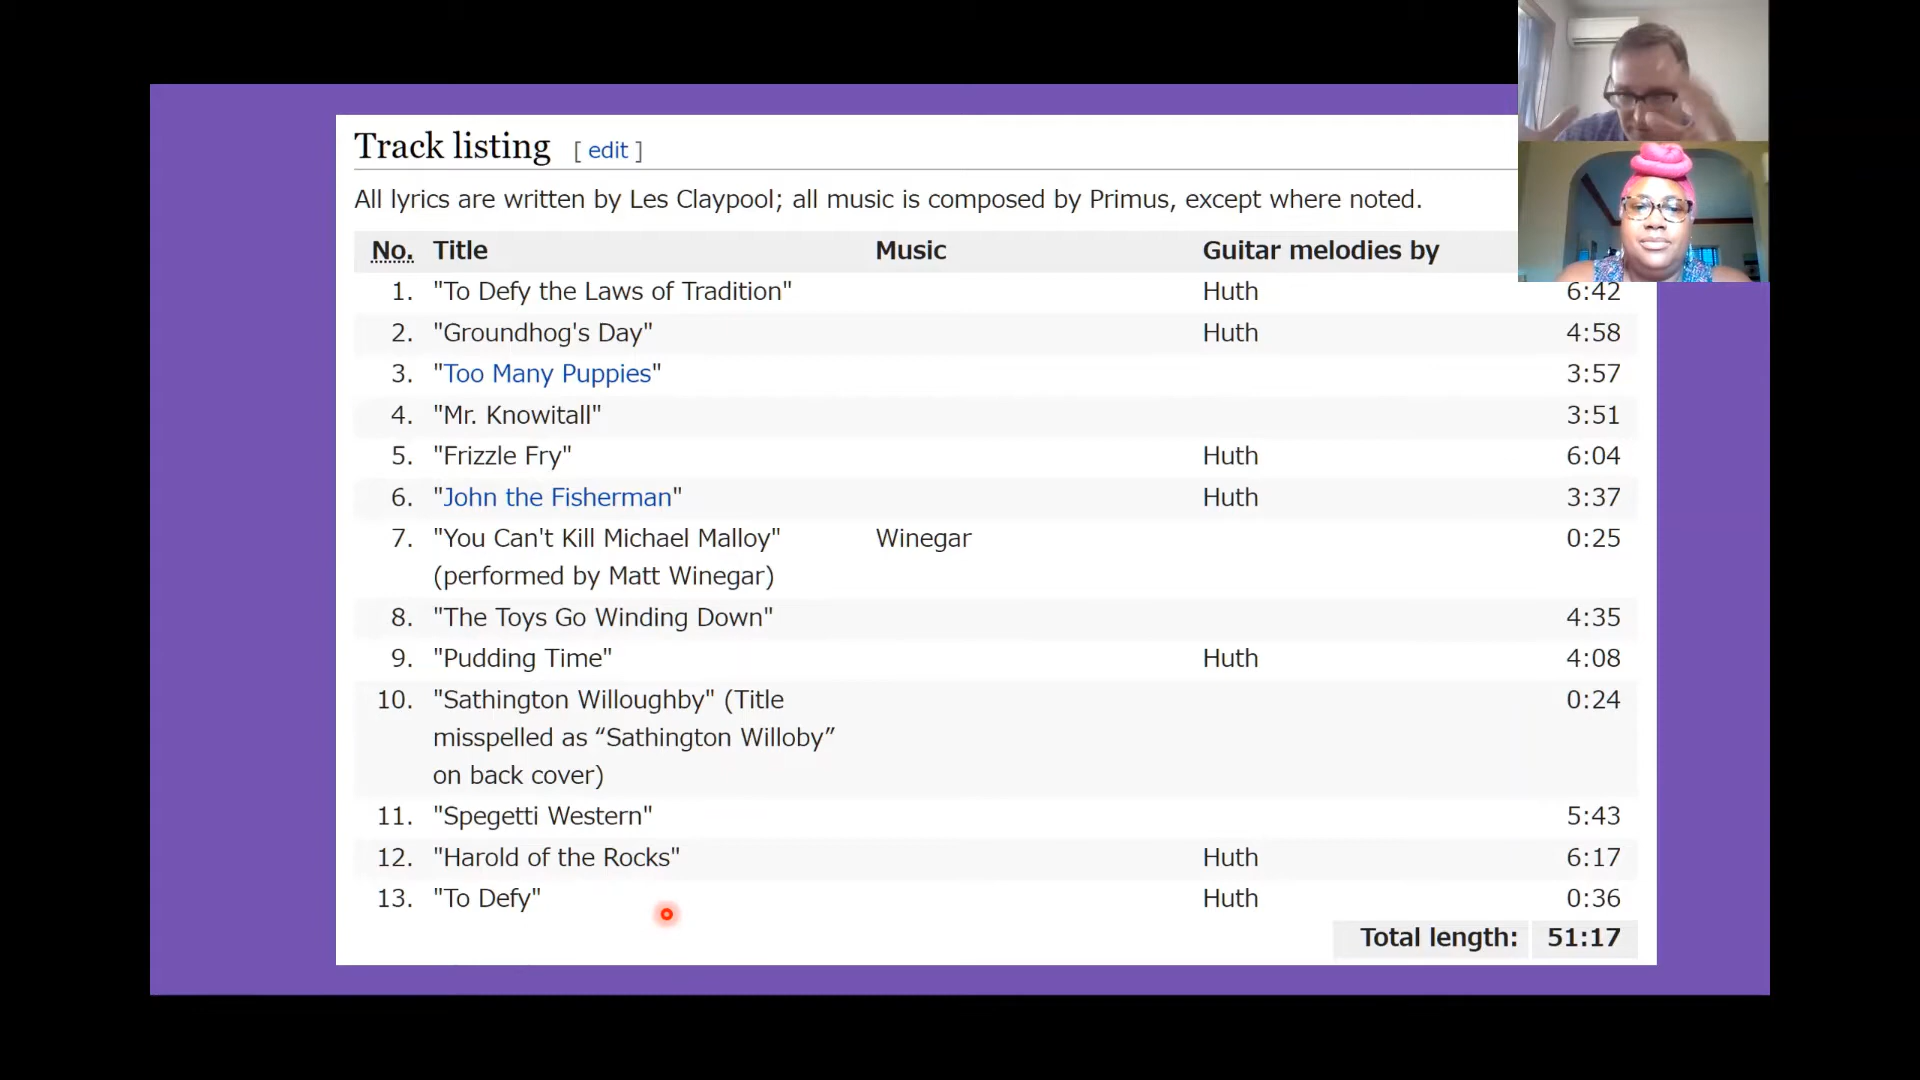 Track listing [ edit ]
All lyrics are written by Les Claypool; all music is composed by Primus, except where noted.
No. Title Music Guitar melodies by
1. "To Defy the Laws of Tradition" Huth 6:42
2. "Groundhog's Day" Huth 4:58
3. "Too Many Puppies" 3:57
4. "Mr. Knowitall" 3:51
5. "Frizzle Fry" Huth 6:04
6. "John the Fisherman" Huth 3:37
7. "You Can't Kill Michael Malloy" Winegar 0:25
(performed by Matt Winegar)
8. "The Toys Go Winding Down" 4:35
9. "Pudding Time" Huth 4:08
10. "Sathington Willoughby" (Title 0:24
misspelled as “Sathington Willoby”
on back cover)
11. "Spegetti Western" 5:43
12. "Harold of the Rocks" Huth 6:17
13. "To Defy" Huth 0:36
Total length: 51:17